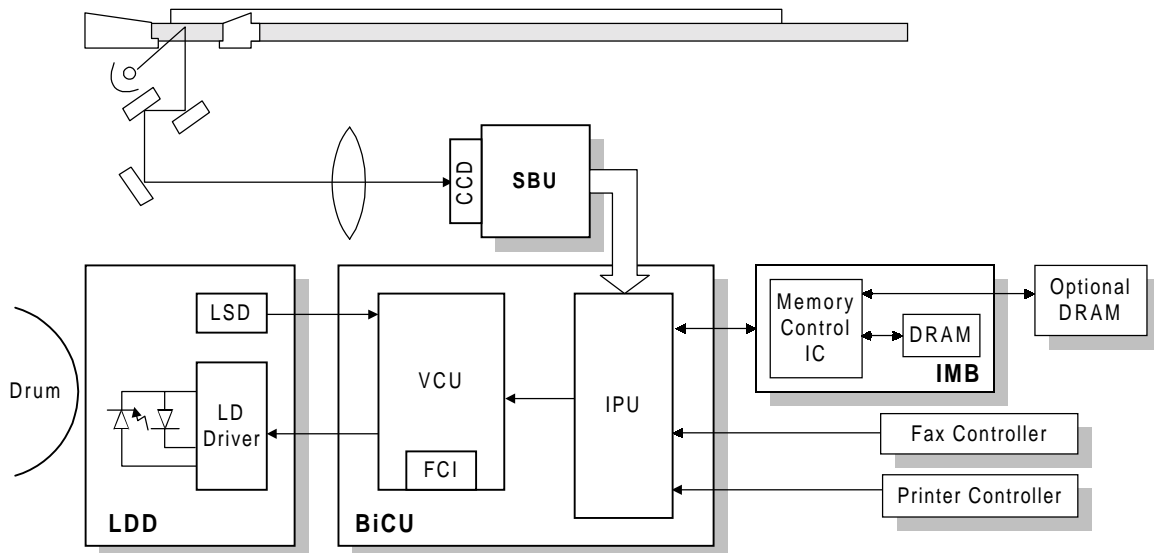 CCD
SBU
LSD
Drum
LD
Driver
LDD
VCU
FCI
BiCU
IPU
Memory
Control
IC
DRAM
IMB
Optional
DRAM
Fax Controller
Printer Controller